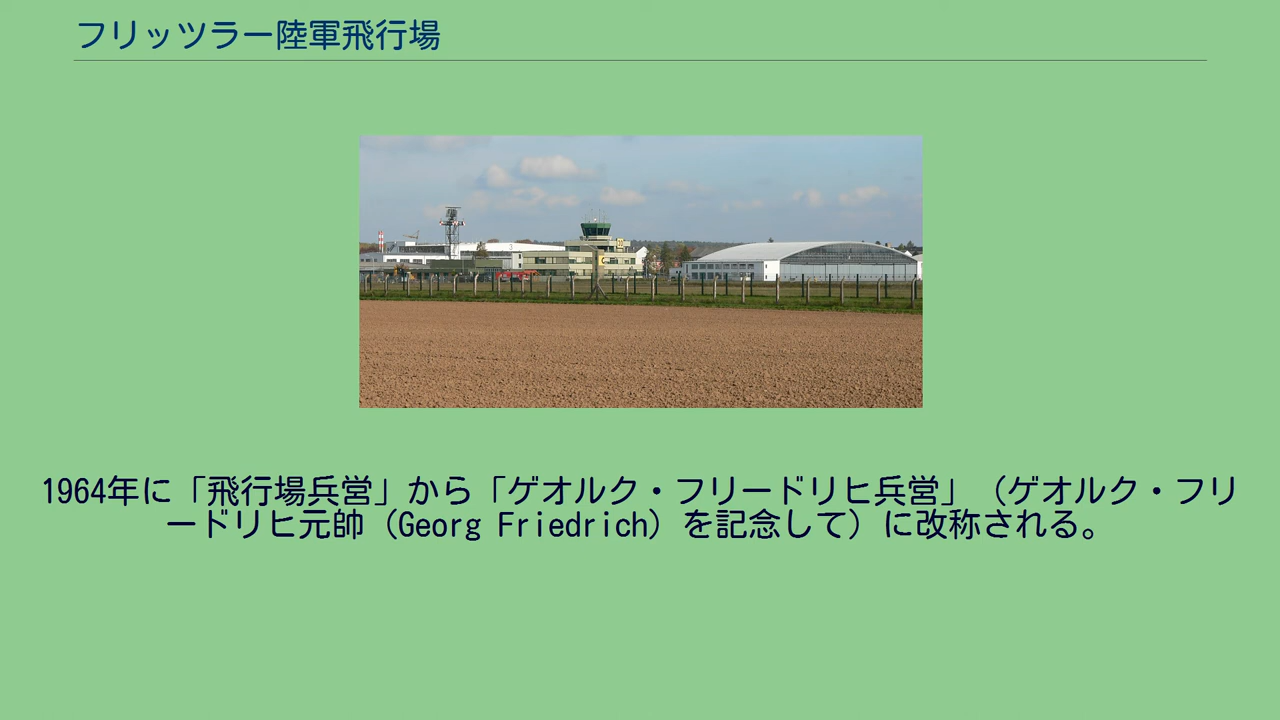 フリッツラー陸軍飛行場
1964年に「飛行場兵営」から「ゲオルク・フリードリヒ兵営」（ゲオルク・フリ
ードリヒ元帥（Georg Friedrich）を記念して）に改称される。